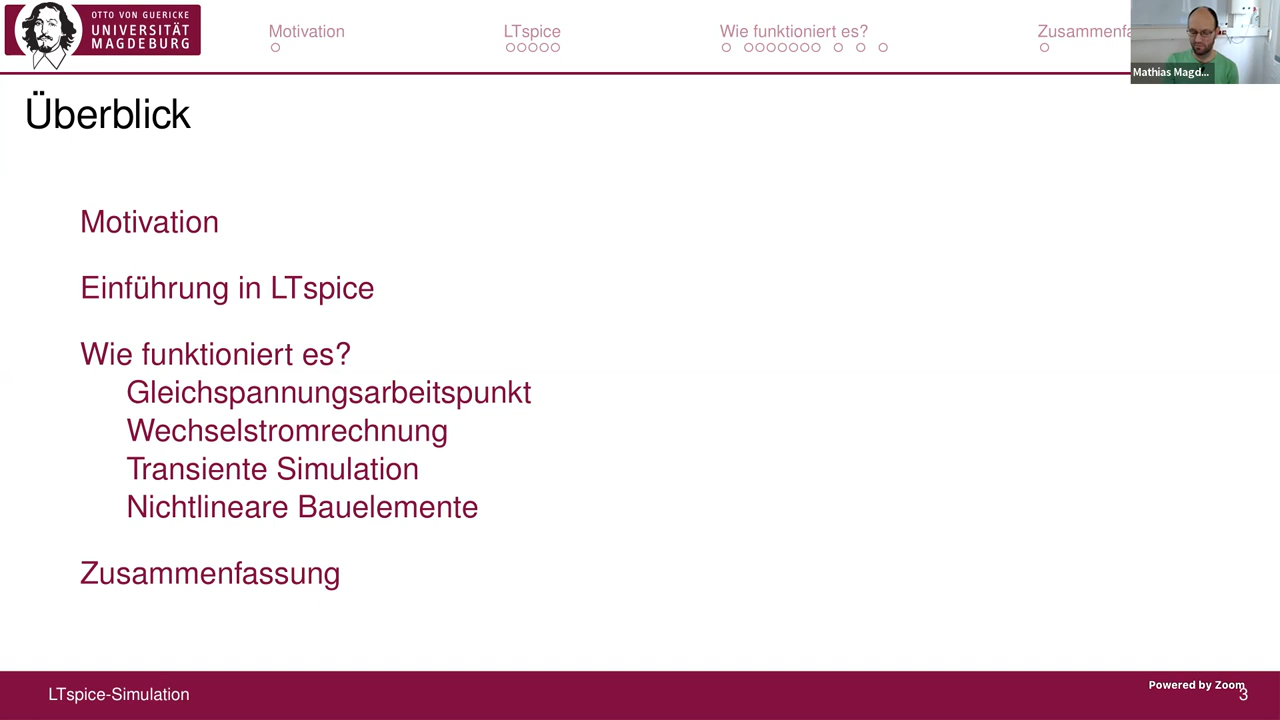 OTTO VON GUERICKE
UNIVERSITÄT
MAGDEBURG
Motivation
LTspice
Wie funktioniert es?
Mathias Magd...
Überblick
Motivation
Einführung in LTspice
Wie funktioniert es?
Gleichspannungsarbeitspunkt
Wechselstromrechnung
Transiente Simulation
Nichtlineare Bauelemente
Zusammenfassung
LTspice-Simulation
Powered by Zoom
3